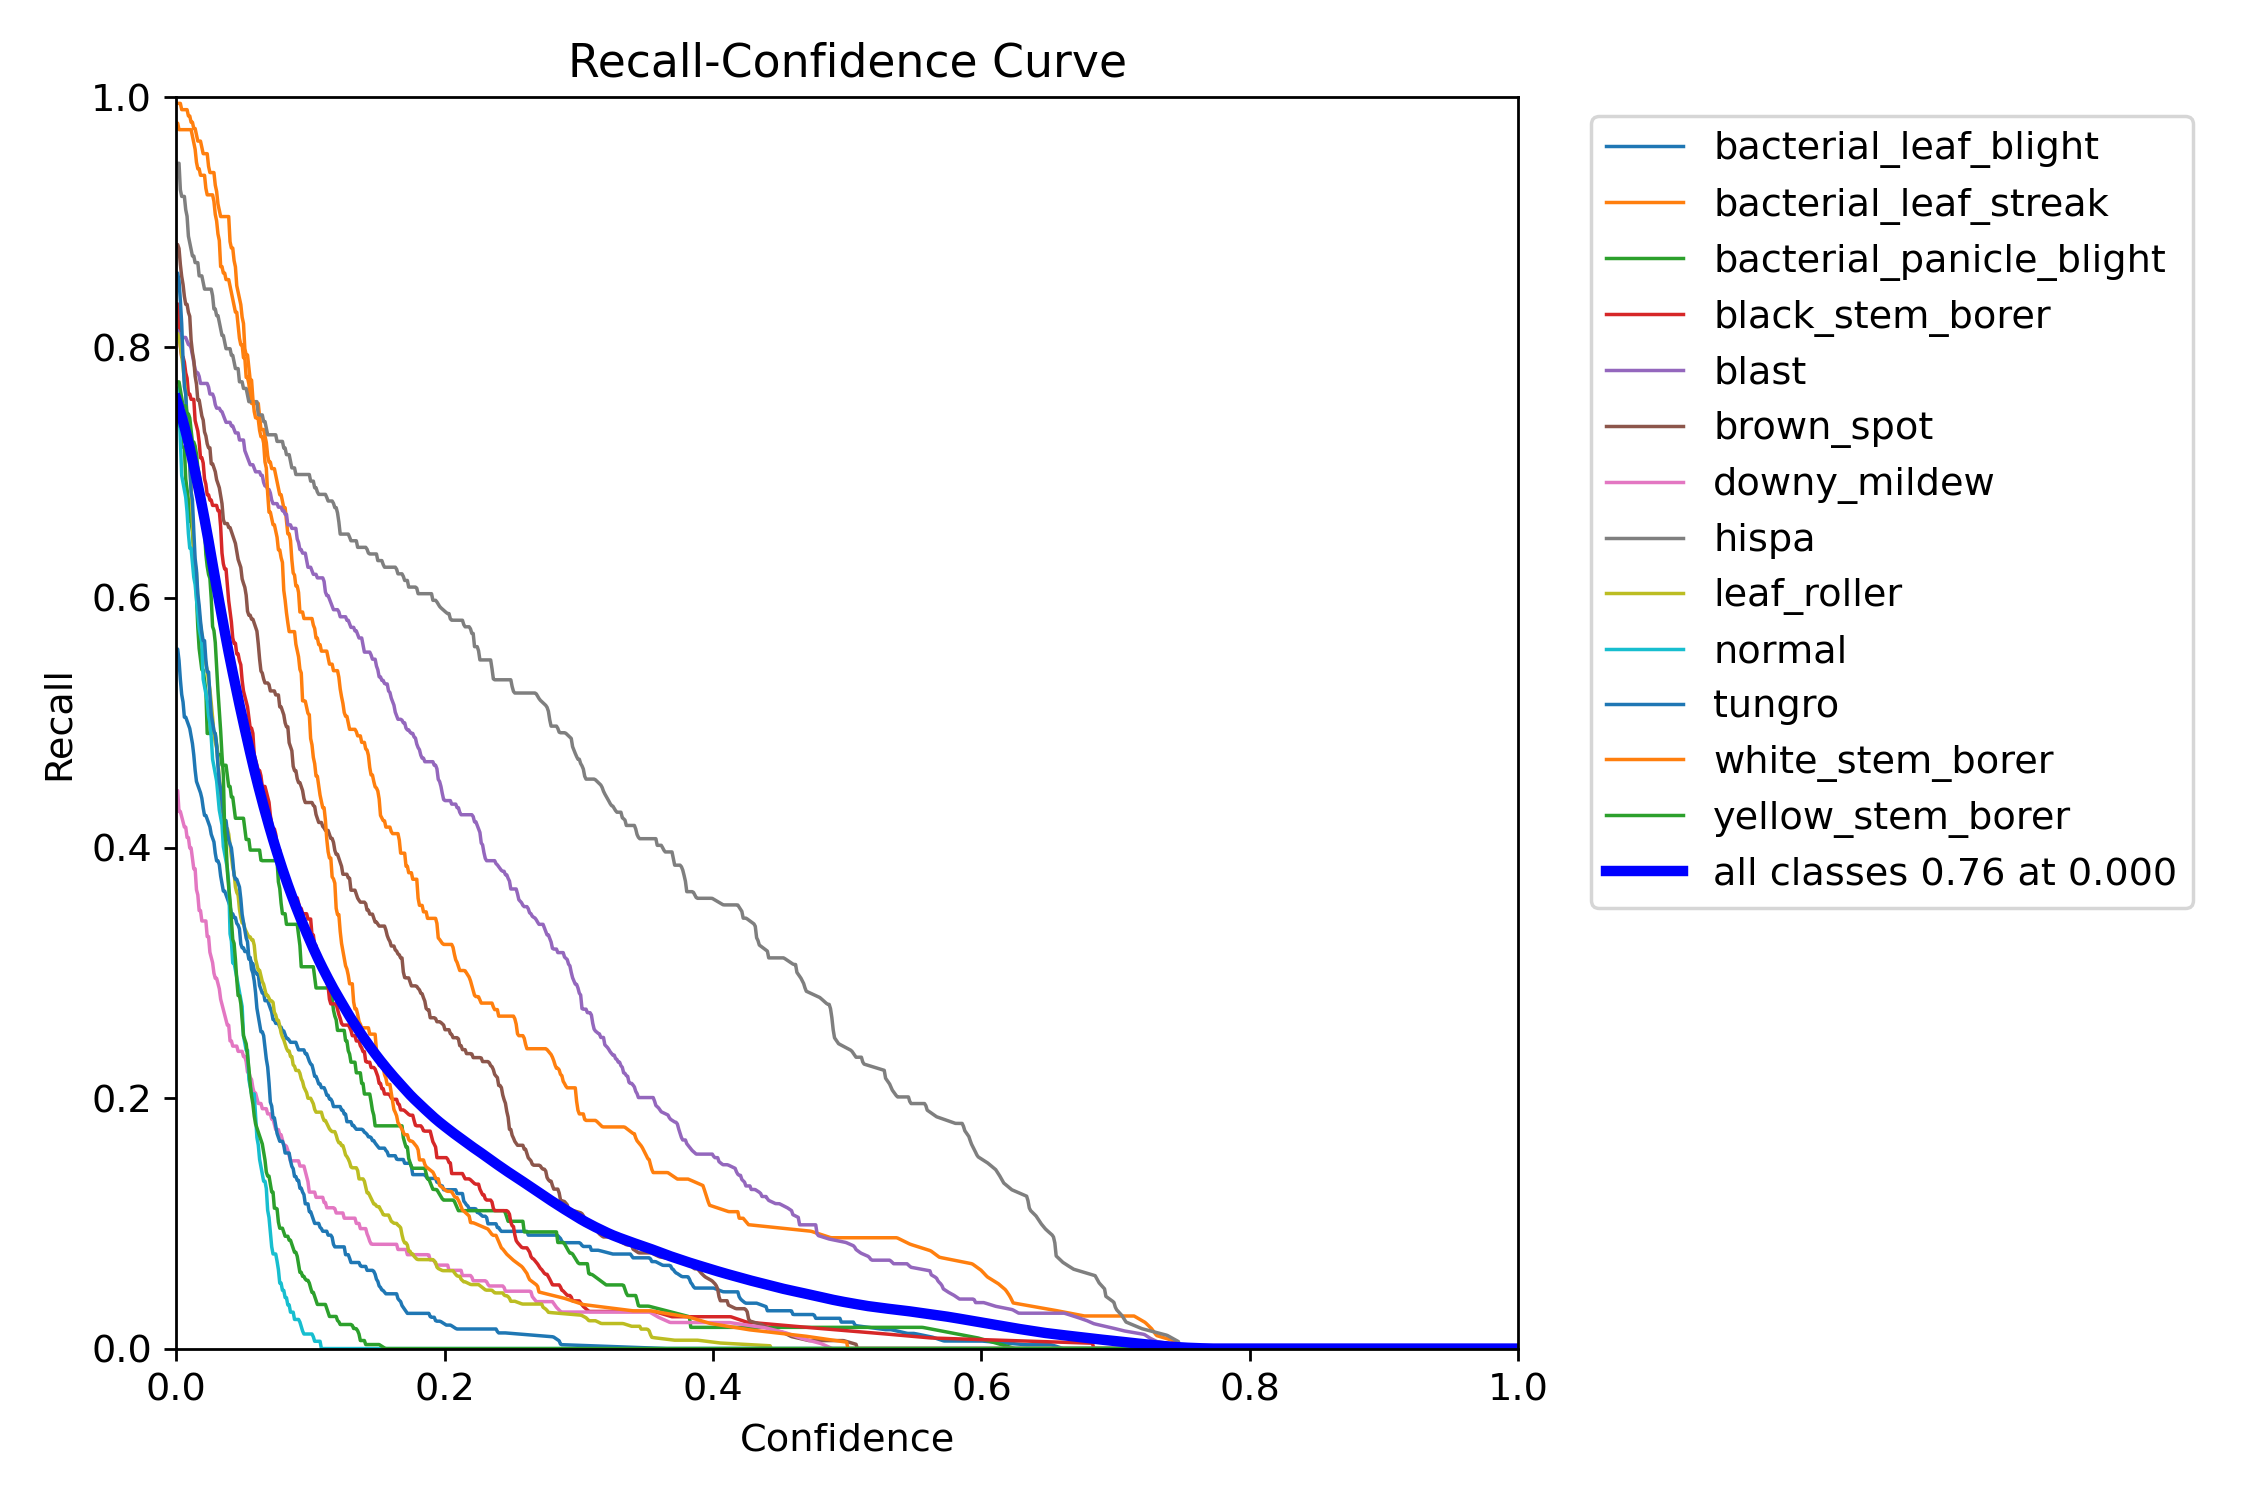 Recall-Confidence Curve
1.0
0.8
0.6
0.4
0.2
0.0
Recall
0.0 0.2 0.4 0.6 0.8 1.0
Confidence
bacterial_leaf_blight
bacterial_leaf_streak
bacterial_panicle_blight
black_stem_borer
blast
brown_spot
downy_mildew
hispa
leaf_roller
normal
tungro
white_stem_borer
yellow_stem_borer
all classes 0.76 at 0.000